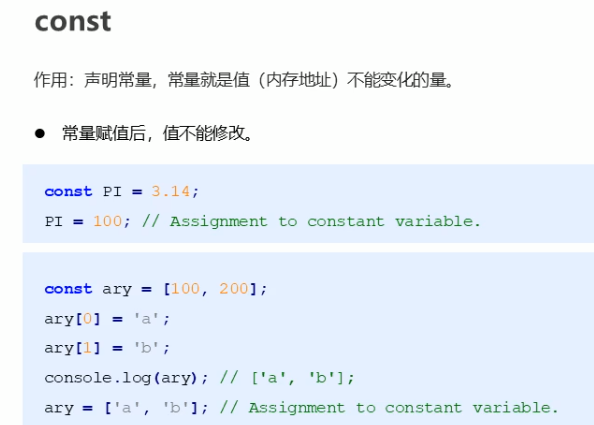 const
作用：声明常量，常量就是值（内存地址）不能变化的量。
● 常量赋值后，值不能修改。
const PI = 3.14;
PI = 100; // Assignment to constant variable.
const ary = [100, 200];
ary[0] = 'a';
ary[1] = 'b';
console.log(ary); // ['a', 'b'];
ary = ['a', 'b']; // Assignment to constant variable.